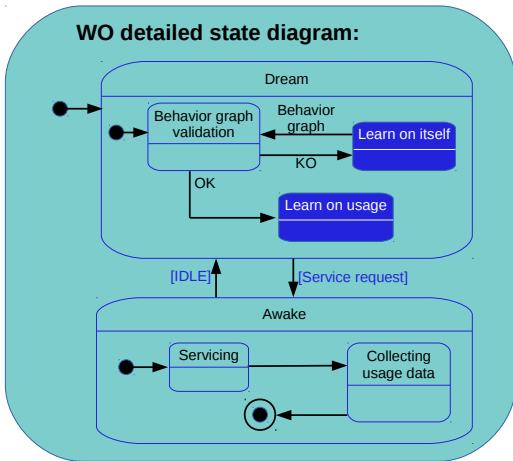 WO detailed state diagram:
Dream
Behavior graph
validation
Behavior
graph
Learn on itself
KO
OK
Learn on usage
[IDLE]
[Service request]
Awake
Servicing
Collecting
usage data